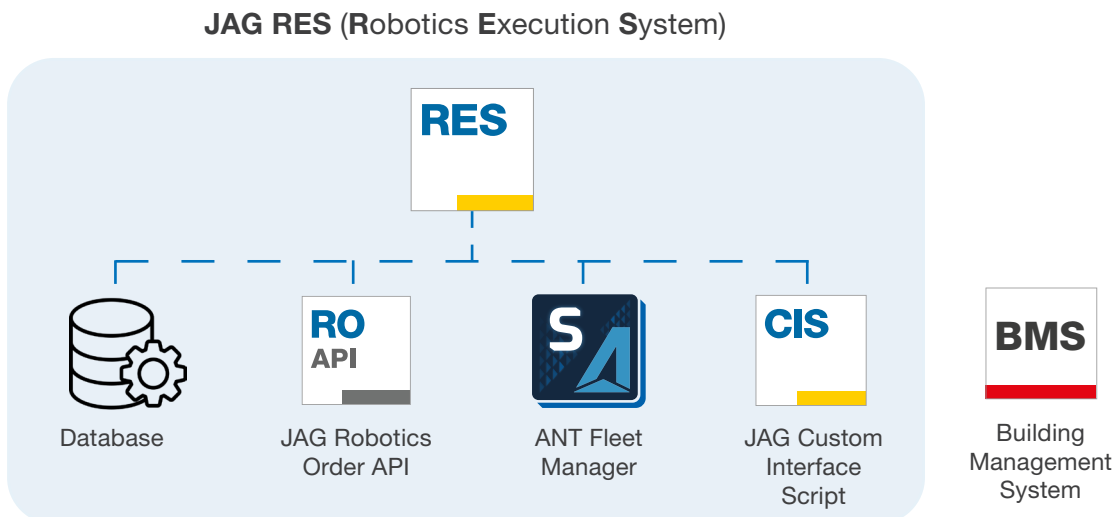 JAG RES (Robotics Execution System)
RES
RO
API
S
CIS
BMS
Database
JAG Robotics
Order API
ANT Fleet
Manager
JAG Custom
Interface
Script
Building
Management
System